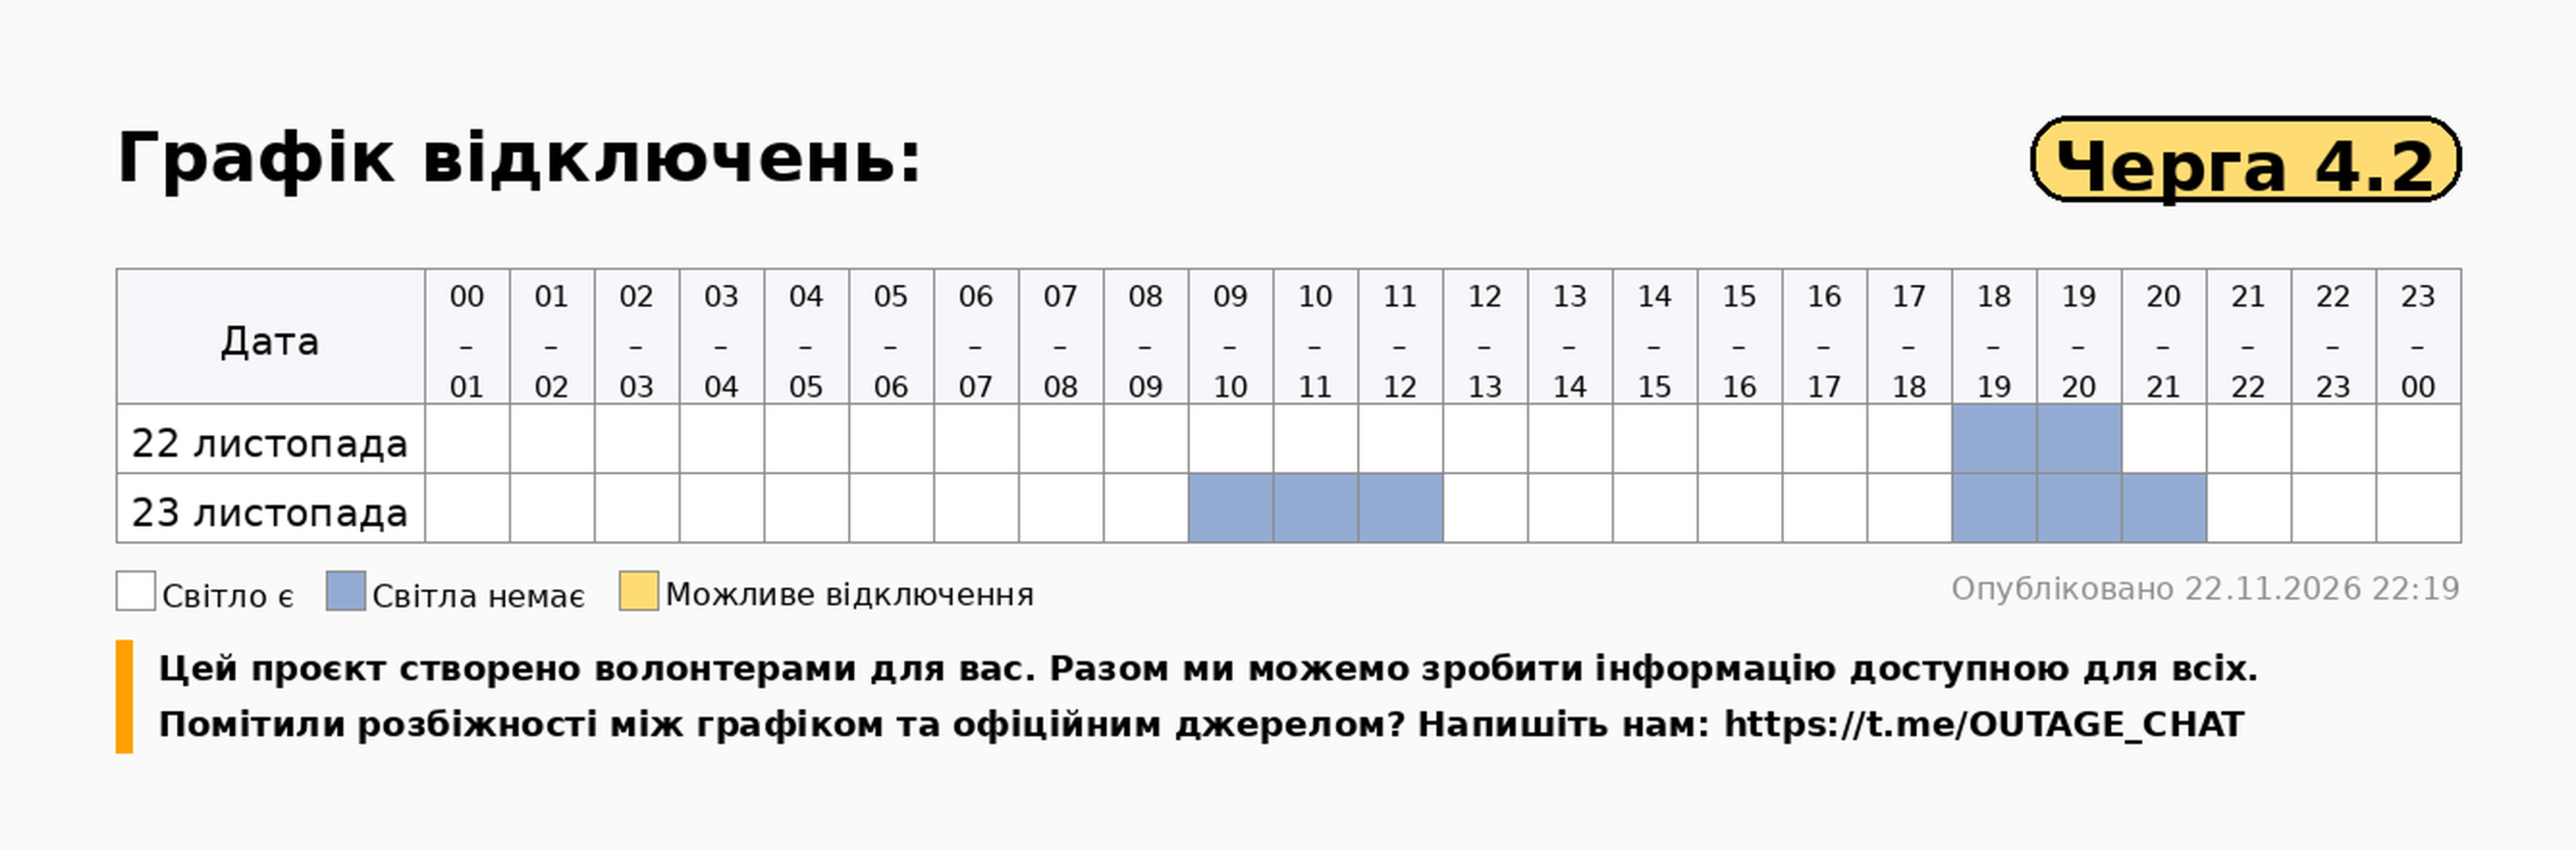 Графік відключень:
Черга 4.2
Дата
00 – 01
01 – 02
02 – 03
03 – 04
04 – 05
05 – 06
06 – 07
07 – 08
08 – 09
09 – 10
10 – 11
11 – 12
12 – 13
13 – 14
14 – 15
15 – 16
16 – 17
17 – 18
18 – 19
19 – 20
20 – 21
21 – 22
22 – 23
23 – 00
22 листопада
23 листопада
Світло є
Світла немає
Можливе відключення
Опубліковано 22.11.2026 22:19
Цей проєкт створено волонтерами для вас. Разом ми можемо зробити інформацію доступною для всіх.
Помітили розбіжності між графіком та офіційним джерелом? Напишіть нам: https://t.me/OUTAGE_CHAT